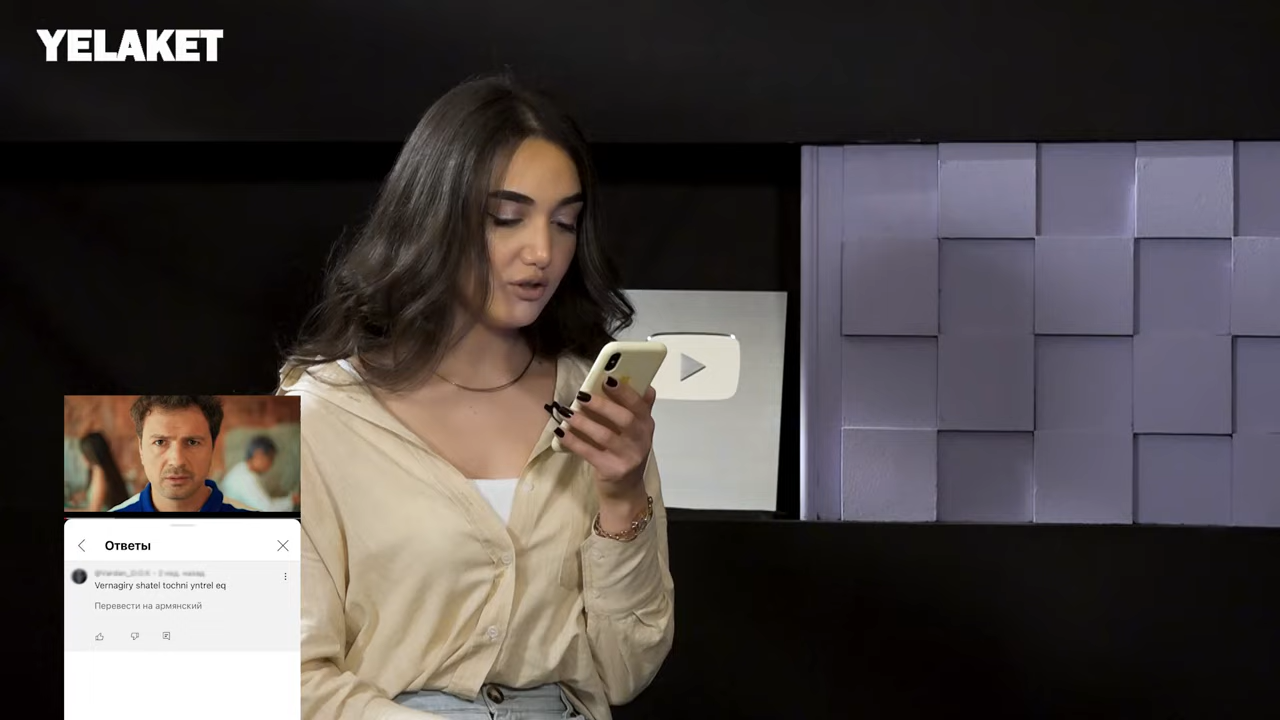 YELAKET
Ответы
Vernagiry shatel tochni yntrel eq
Перевести на армянский